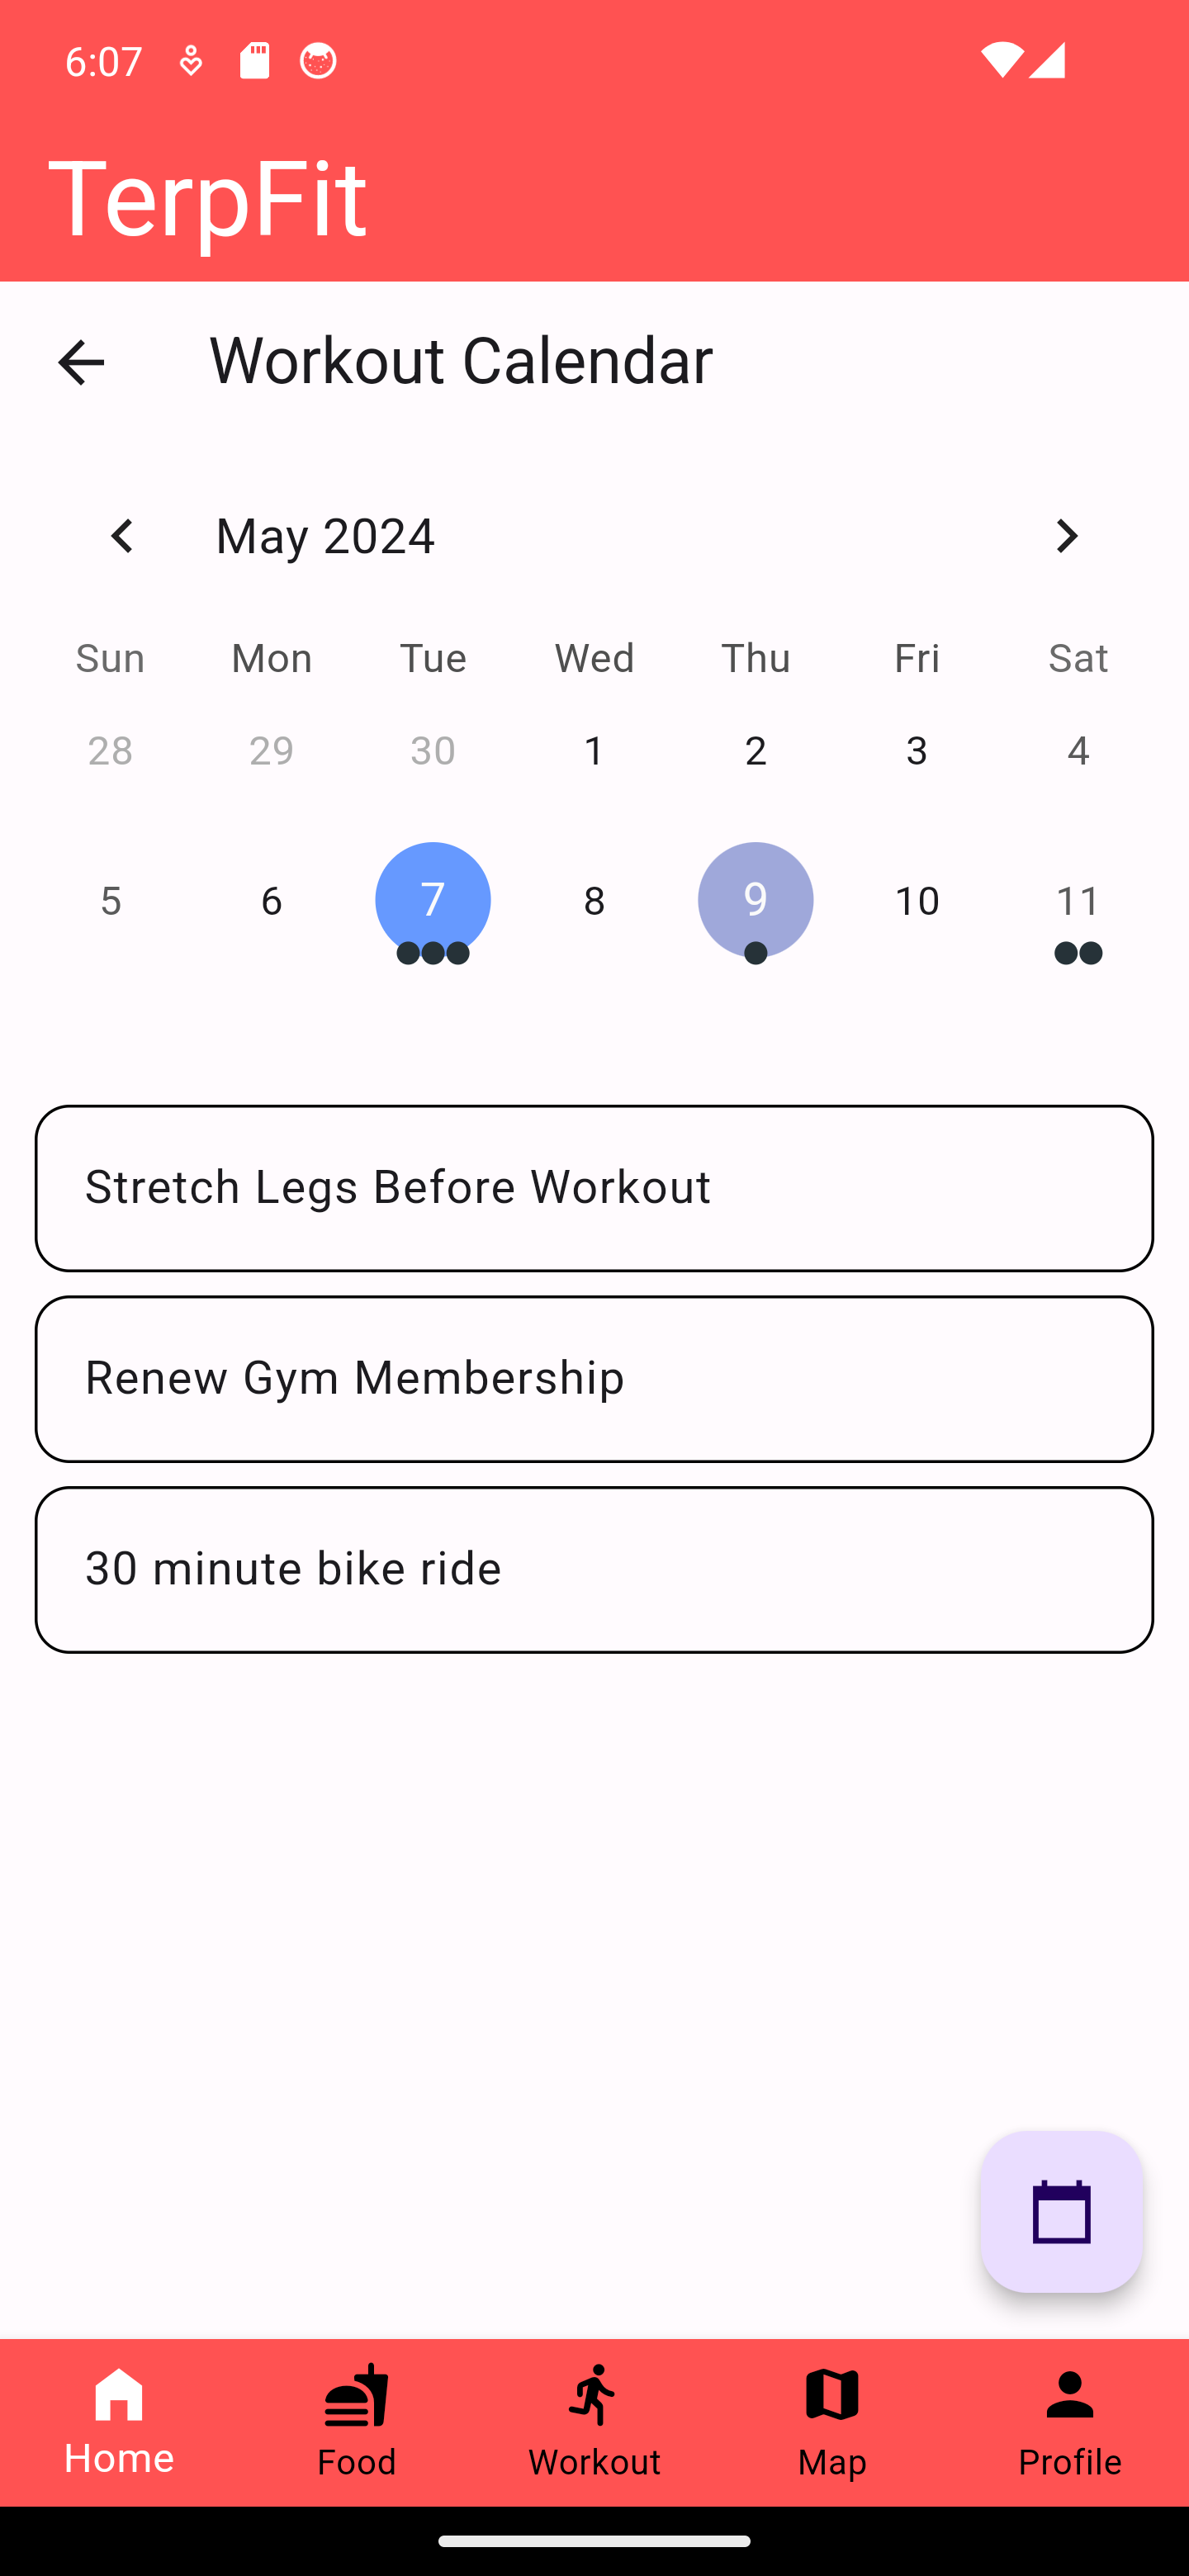 6:07
TerpFit
Workout Calendar
May 2024
Sun Mon Tue Wed Thu Fri Sat
28 29 30 1 2 3 4
5 6 7 8 9 10 11
Stretch Legs Before Workout
Renew Gym Membership
30 minute bike ride
Home Food Workout Map Profile